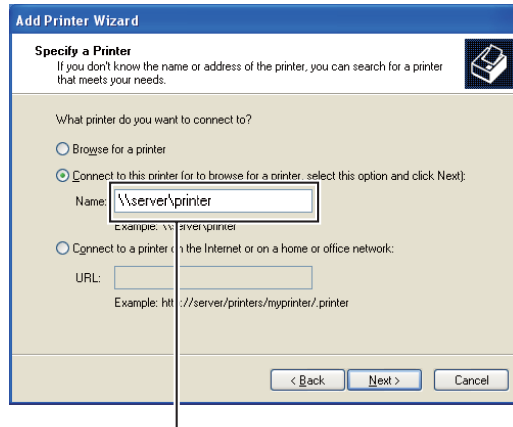 Add Printer Wizard
Specify a Printer
If you don't know the name or address of the printer, you can search for a printer
that meets your needs.
What printer do you want to connect to?
Browse for a printer
Connect to this printer (or to browse for a printer, select this option and click Next):
Name: \\server\printer
Example: \\server\printer
Connect to a printer on the Internet or on a home or office network:
URL:
Example: http://server/printers/myprinter/.printer
< Back Next > Cancel